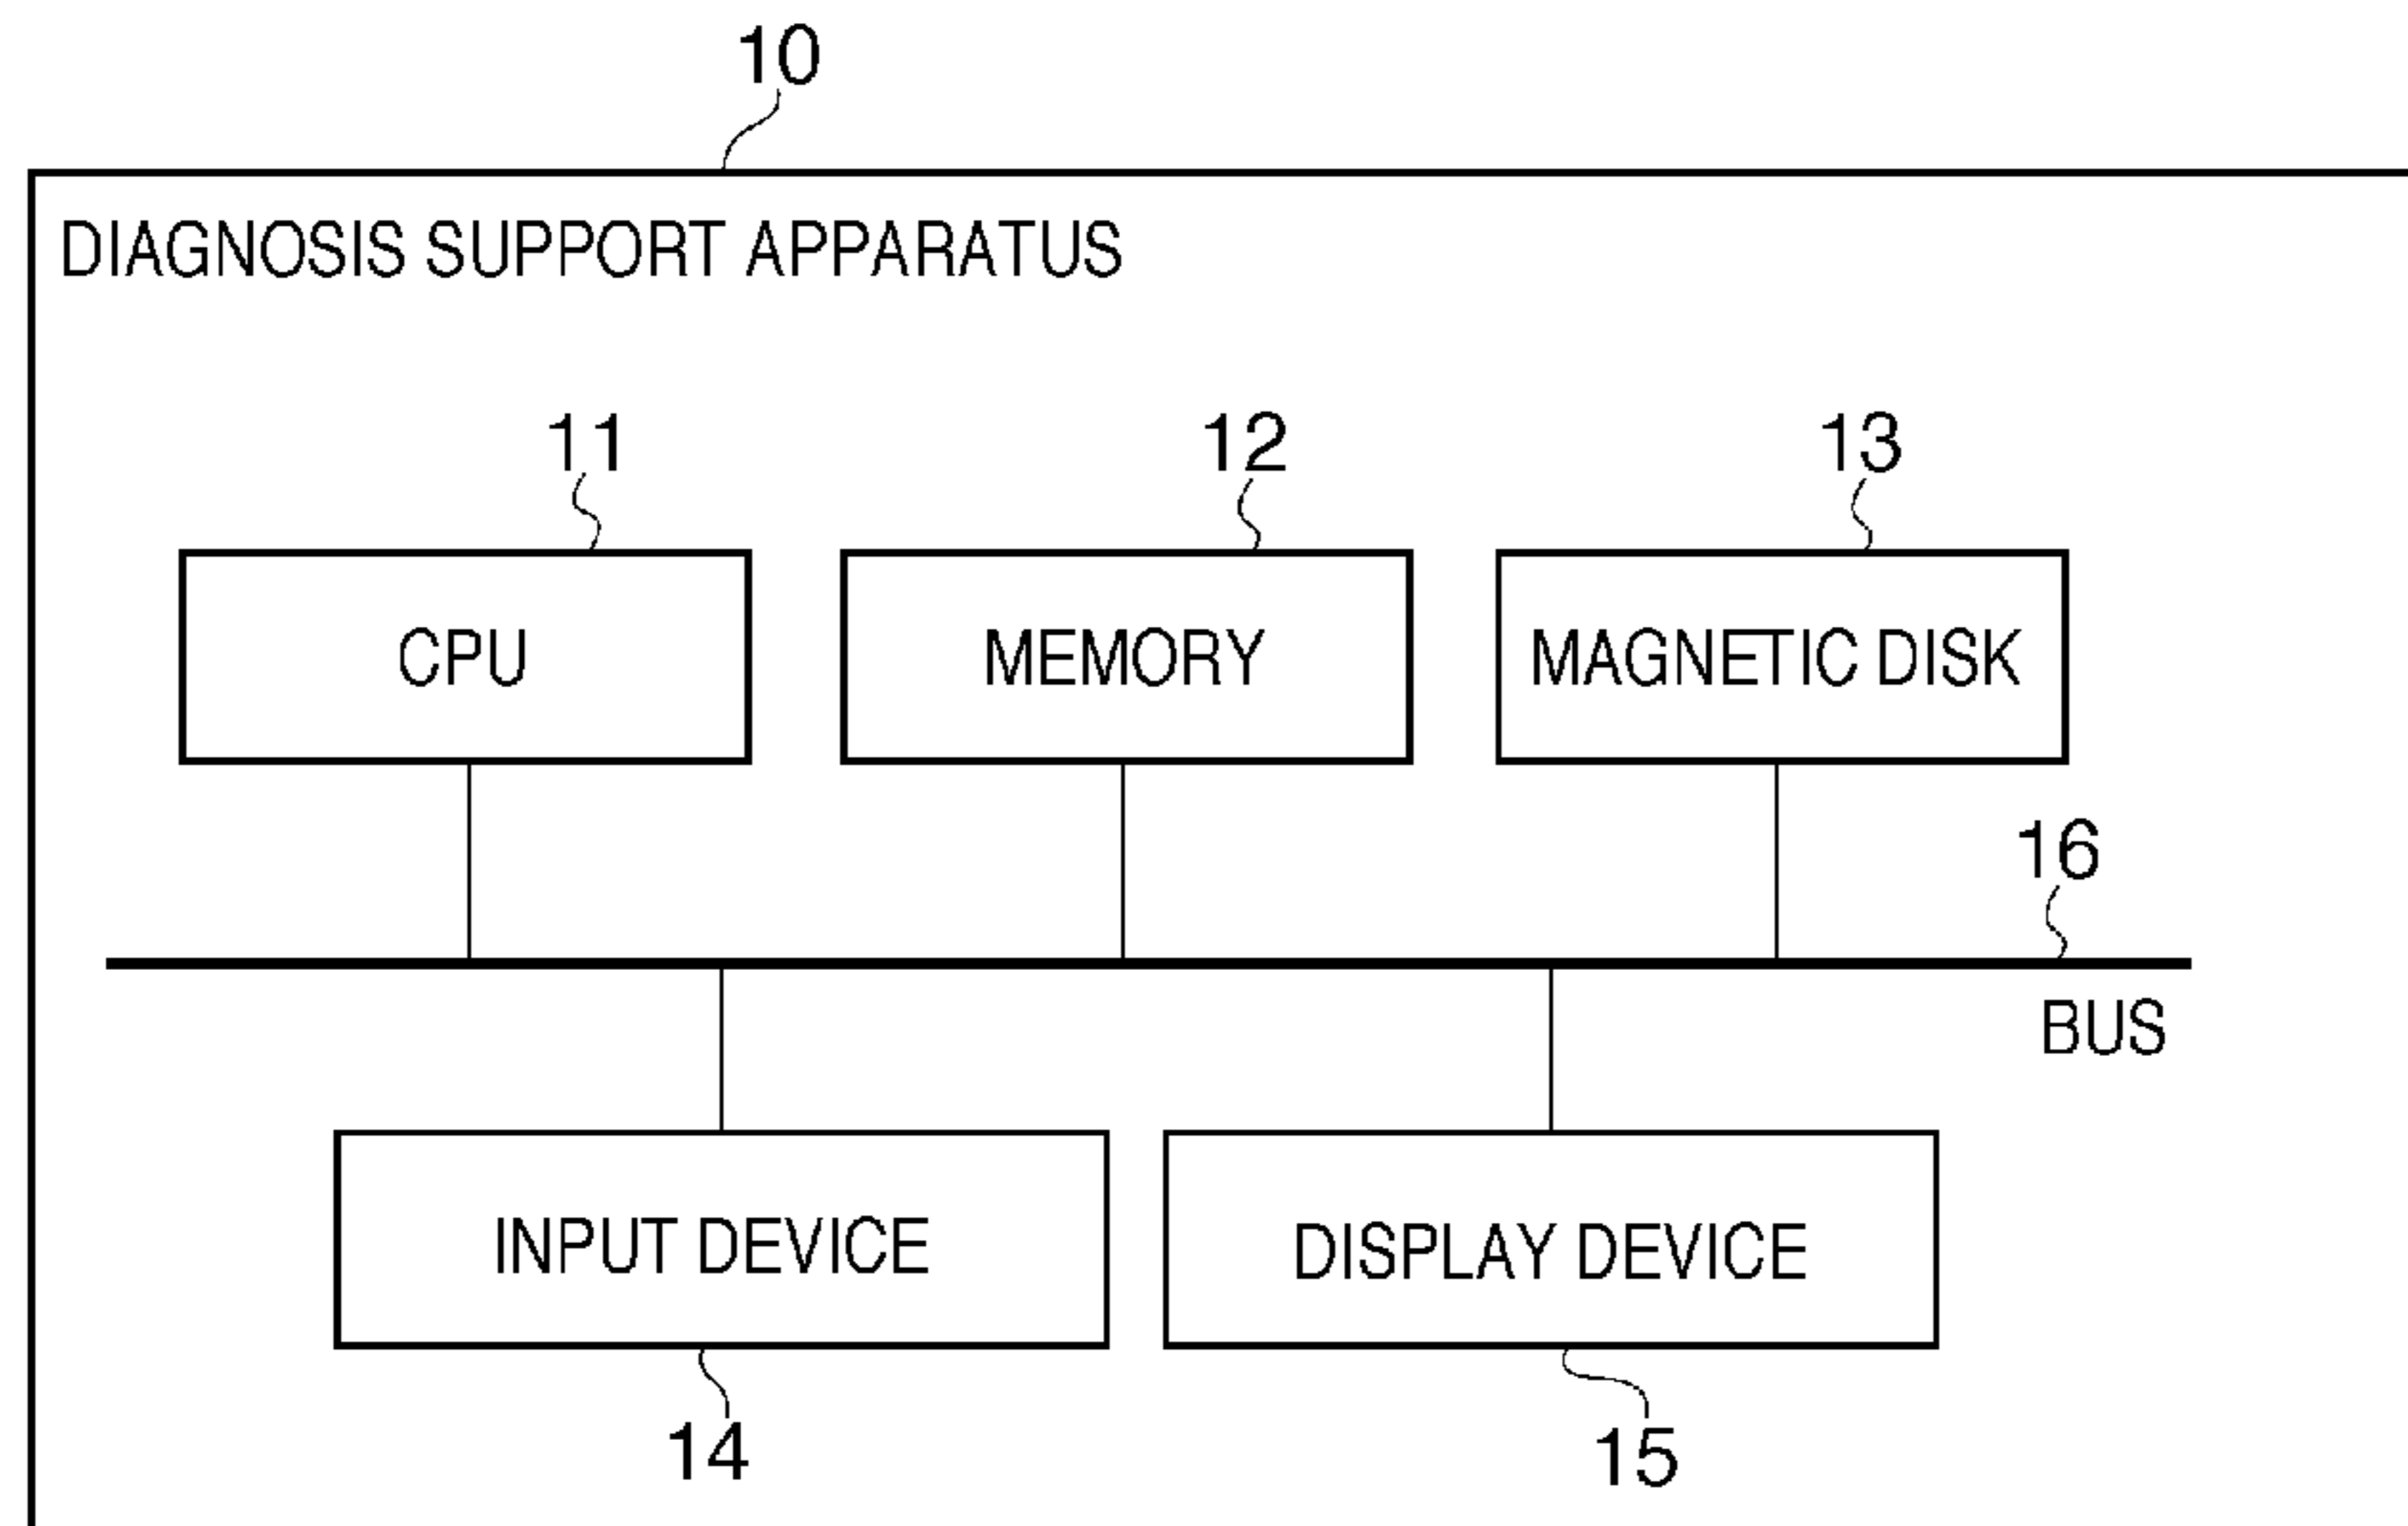 10
DIAGNOSIS SUPPORT APPARATUS
11 12 13
CPU MEMORY MAGNETIC DISK
16
BUS
INPUT DEVICE DISPLAY DEVICE
14 15